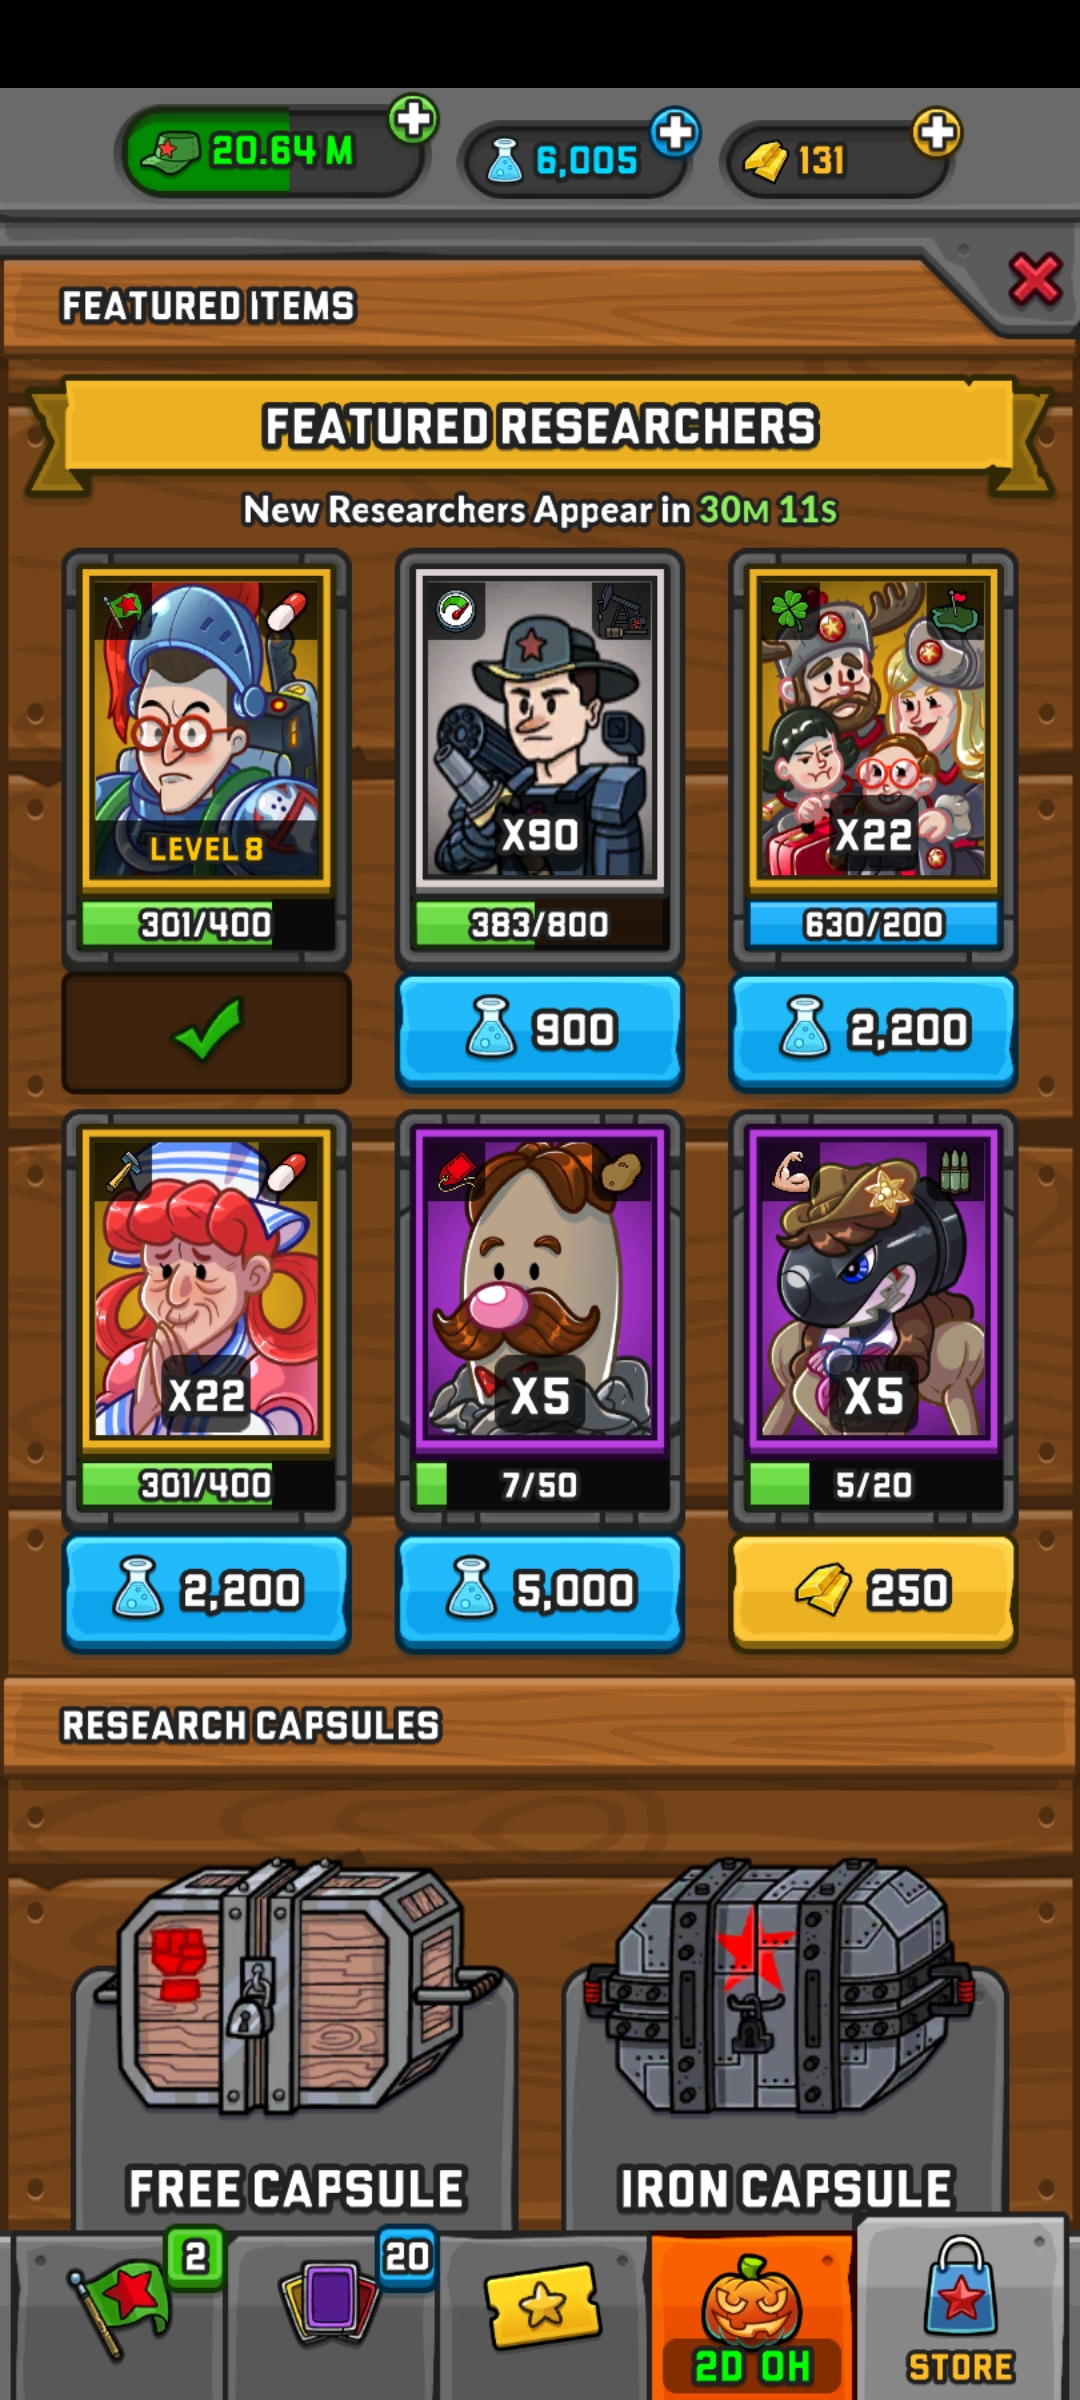 20.64 M
6,005
131
FEATURED ITEMS
FEATURED RESEARCHERS
New Researchers Appear in 30M 11S
LEVEL 8
X90
X22
301/400
383/800
630/200
900
2,200
X22
X5
X5
301/400
7/50
5/20
2,200
5,000
250
RESEARCH CAPSULES
FREE CAPSULE
IRON CAPSULE
2
20
2D 0H
STORE